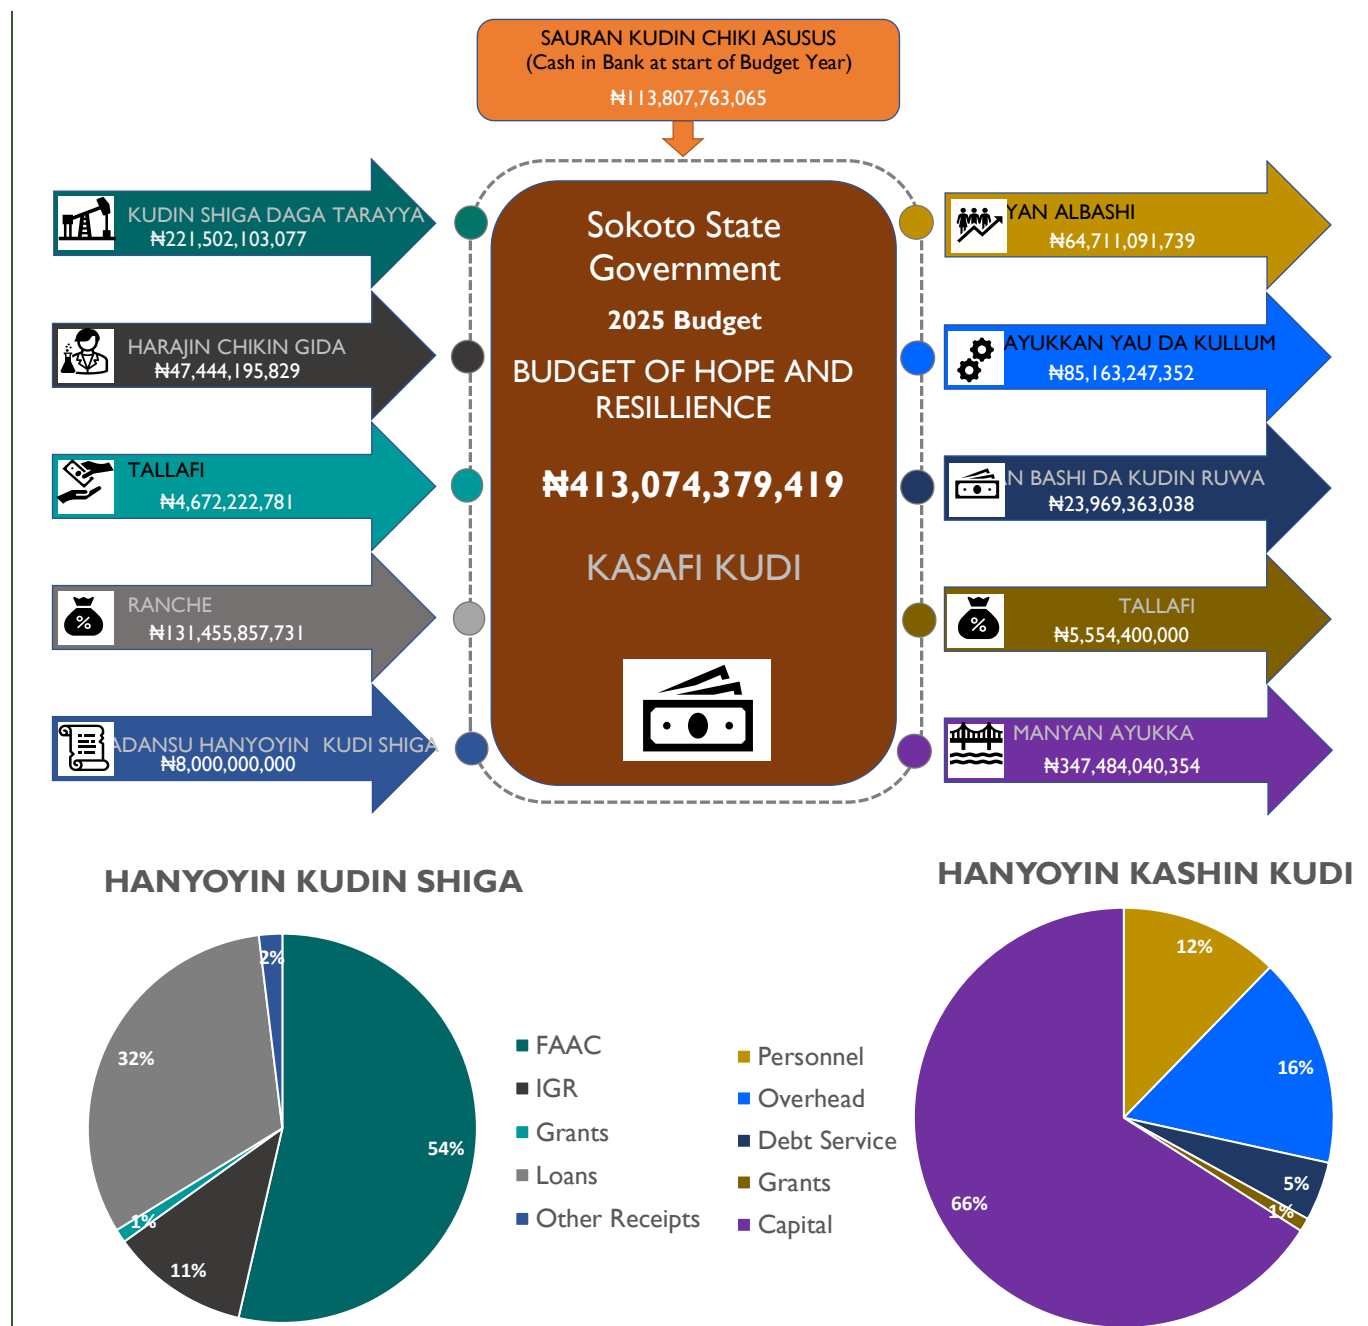 SAURAN KUDIN CHIKI ASUSUS
(Cash in Bank at start of Budget Year)
₦113,807,763,065
KUDIN SHIGA DAGA TARAYYA
₦221,502,103,077
HARAJIN CHIKIN GIDA
₦47,444,195,829
TALLAFI
₦4,672,222,781
RANCHE
₦131,455,857,731
ADANSU HANYOYIN KUDI SHIGA
₦8,000,000,000
Sokoto State
Government
2025 Budget
BUDGET OF HOPE AND
RESILLIENCE
₦413,074,379,419
KASAFI KUDI
YAN ALBASHI
₦64,711,091,739
AYUKKAN YAU DA KULLUM
₦85,163,247,352
N BASHI DA KUDIN RUWA
₦23,969,363,038
TALLAFI
₦5,554,400,000
MANYAN AYUKKA
₦347,484,040,354
HANYOYIN KUDIN SHIGA
2%
32%
54%
1%
11%
FAAC
IGR
Grants
Loans
Other Receipts
HANYOYIN KASHIN KUDI
Personnel
Overhead
Debt Service
Grants
Capital
12%
16%
5%
1%
66%